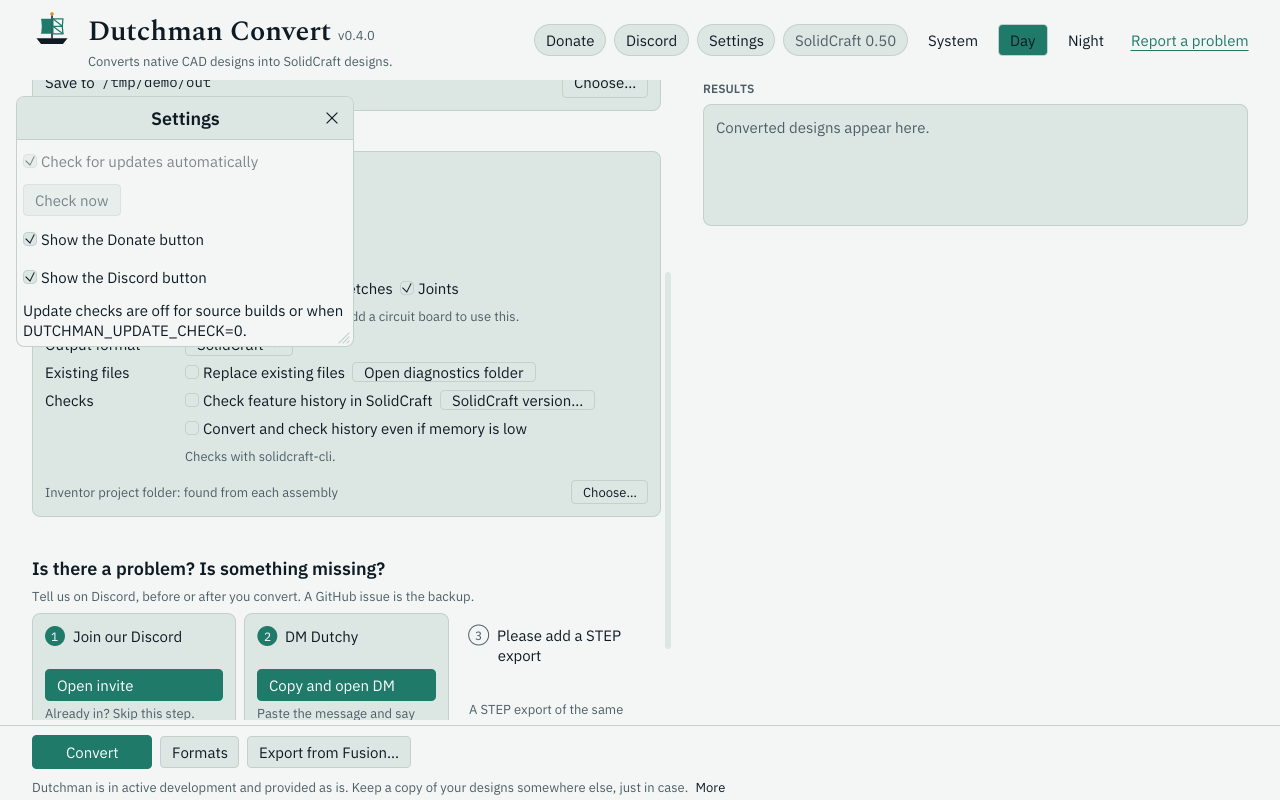 Dutchman Convert v0.4.0
Converts native CAD designs into SolidCraft designs.
Donate
Discord
Settings
SolidCraft 0.50
System
Day
Night
Report a problem
Save to /tmp/demo/out
Choose...
Settings
Check for updates automatically
Check now
Show the Donate button
Show the Discord button
Update checks are off for source builds or when
DUTCHMAN_UPDATE_CHECK=0.
Joints
dd a circuit board to use this.
Output format SolidCraft
Existing files Replace existing files Open diagnostics folder
Checks Check feature history in SolidCraft SolidCraft version...
Convert and check history even if memory is low
Checks with solidcraft-cli.
Inventor project folder: found from each assembly Choose...
RESULTS
Converted designs appear here.
Is there a problem? Is something missing?
Tell us on Discord, before or after you convert. A GitHub issue is the backup.
1 Join our Discord
Open invite
Already in? Skip this step.
2 DM Dutchy
Copy and open DM
Paste the message and say
3 Please add a STEP
export
A STEP export of the same
Convert
Formats
Export from Fusion...
Dutchman is in active development and provided as is. Keep a copy of your designs somewhere else, just in case. More